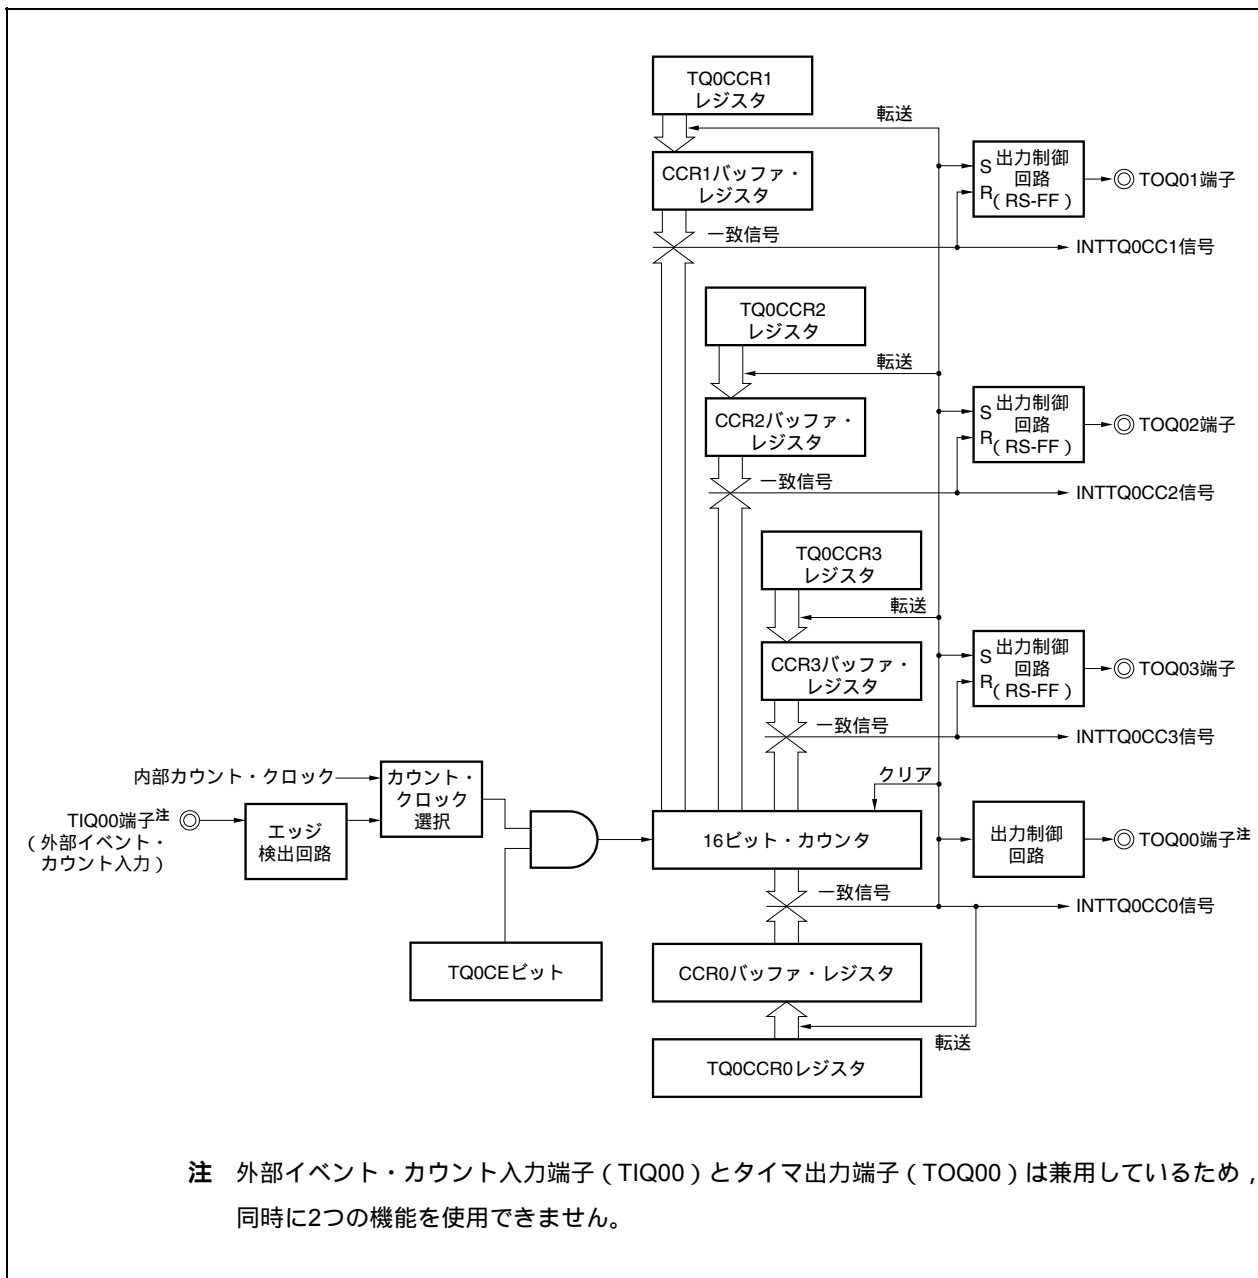 TQ0CCR1
レジスタ
転送
CCR1バッファ・
レジスタ
S 出力制御
回路
R(RS-FF)
TOQ01端子
一致信号
INTTQ0CC1信号
TQ0CCR2
レジスタ
転送
CCR2バッファ・
レジスタ
S 出力制御
回路
R(RS-FF)
TOQ02端子
一致信号
INTTQ0CC2信号
TQ0CCR3
レジスタ
転送
CCR3バッファ・
レジスタ
S 出力制御
回路
R(RS-FF)
TOQ03端子
一致信号
INTTQ0CC3信号
内部カウント・クロック
カウント・
クロック
選択
クリア
TIQ00端子注
(外部イベント・
カウント入力)
エッジ
検出回路
16ビット・カウンタ
出力制御
回路
TOQ00端子注
一致信号
INTTQ0CC0信号
TQ0CEビット
CCR0バッファ・レジスタ
転送
TQ0CCR0レジスタ
注 外部イベント・カウント入力端子(TIQ00)とタイマ出力端子(TOQ00)は兼用しているため,
同時に2つの機能を使用できません。